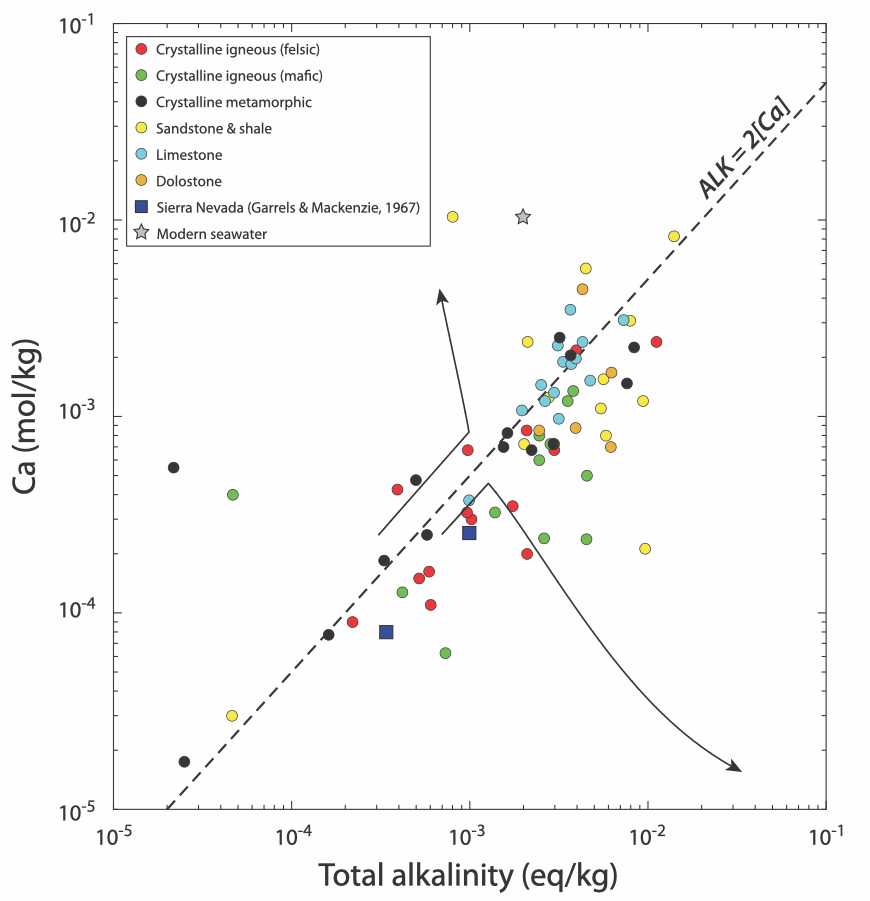 Ca (mol/kg)
10-1
10-2
10-3
10-4
10-5
Crystalline igneous (felsic)
Crystalline igneous (mafic)
Crystalline metamorphic
Sandstone & shale
Limestone
Dolostone
Sierra Nevada (Garrels & Mackenzie, 1967)
Modern seawater
ALK = 2[Ca]
10-5 10-4 10-3 10-2 10-1
Total alkalinity (eq/kg)